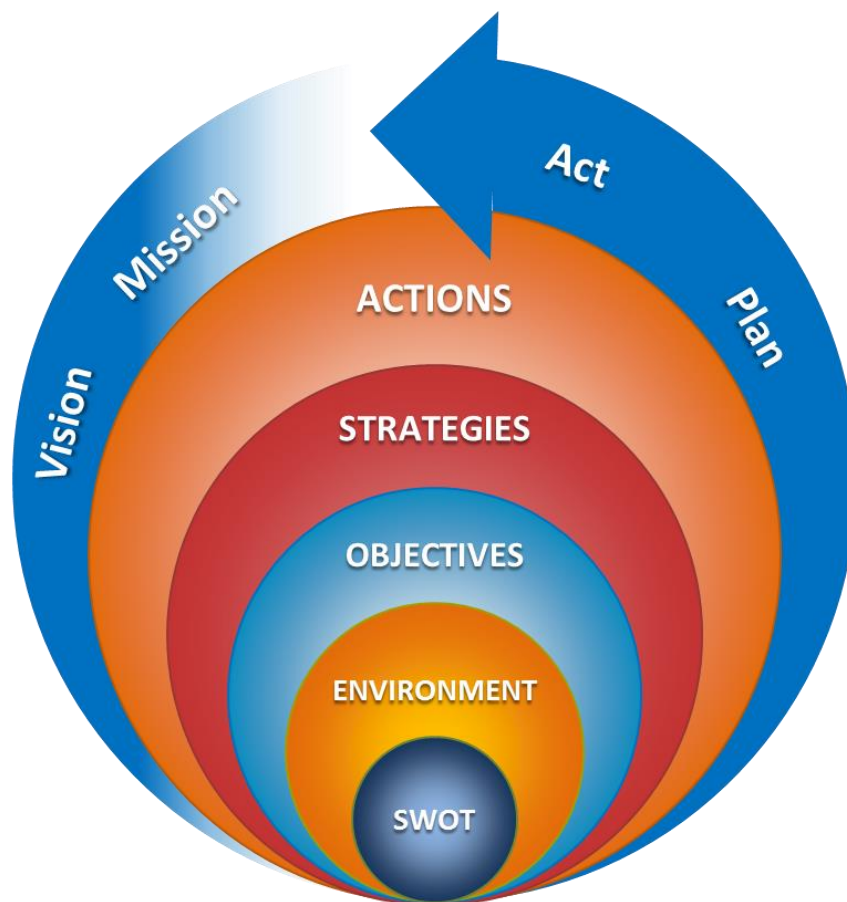 Vision
Mission
Act
Plan
ACTIONS
STRATEGIES
OBJECTIVES
ENVIRONMENT
SWOT